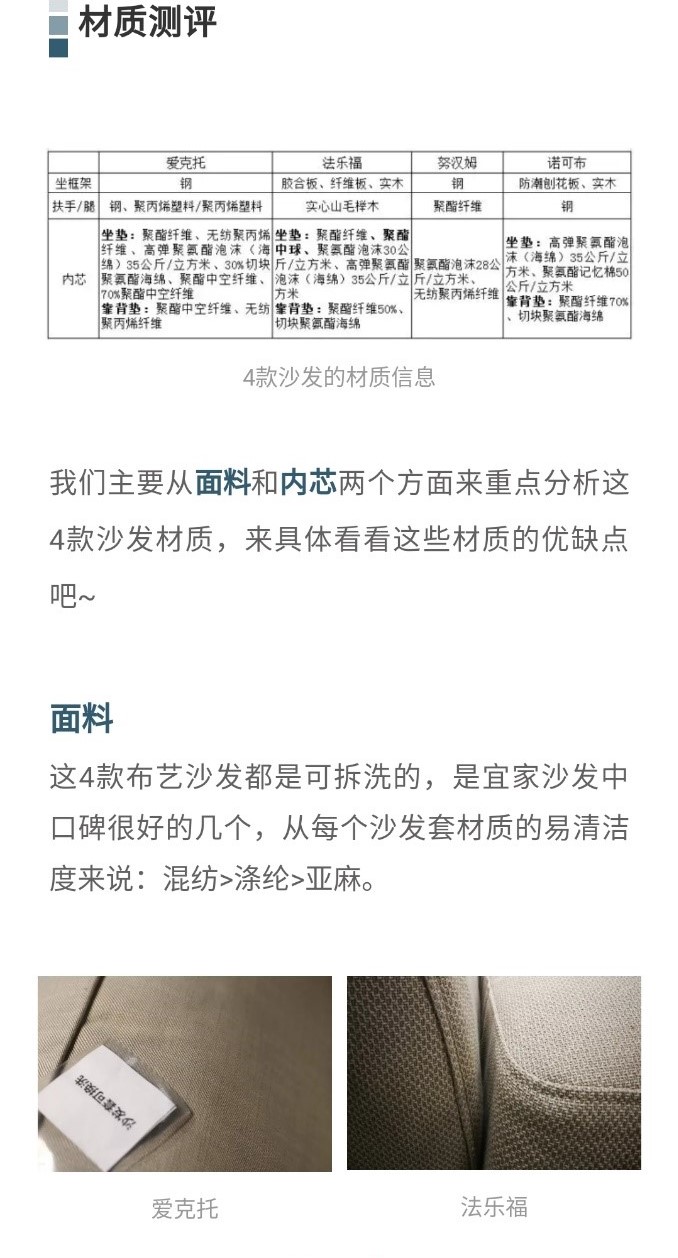 材质测评
爱克托 法乐福 努汉姆 诺可布
坐框架 钢 胶合板、纤维板、实木 钢 防潮刨花板、实木
扶手/腿 钢、聚丙烯塑料/聚丙烯塑料 实心山毛榉木 聚酯纤维 钢
内芯
坐垫：聚酯纤维、无纺聚丙烯
纤维、高弹聚氨酯泡沫（海
绵）35公斤/立方米、30%切块
聚氨酯海绵、聚酯中空纤维、
70%聚酯中空纤维
靠背垫：聚酯中空纤维、无纺
聚丙烯纤维
坐垫：聚酯纤维、聚酯
中球、聚氨酯泡沫30公
斤/立方米、高弹聚氨酯
泡沫（海绵）35公斤/立
方米
靠背垫：聚酯纤维50%、
切块聚氨酯海绵
聚氨酯泡沫28公
斤/立方米、
无纺聚丙烯纤维
坐垫：高弹聚氨酯泡
沫（海绵）35公斤/立
方米、聚氨酯记忆棉50
公斤/立方米
靠背垫：聚酯纤维70%
、切块聚氨酯海绵
4款沙发的材质信息
我们主要从面料和内芯两个方面来重点分析这
4款沙发材质，来具体看看这些材质的优缺点
吧~
面料
这4款布艺沙发都是可拆洗的，是宜家沙发中
口碑很好的几个，从每个沙发套材质的易清洁
度来说：混纺>涤纶>亚麻。
沙发套可换洗
爱克托
法乐福